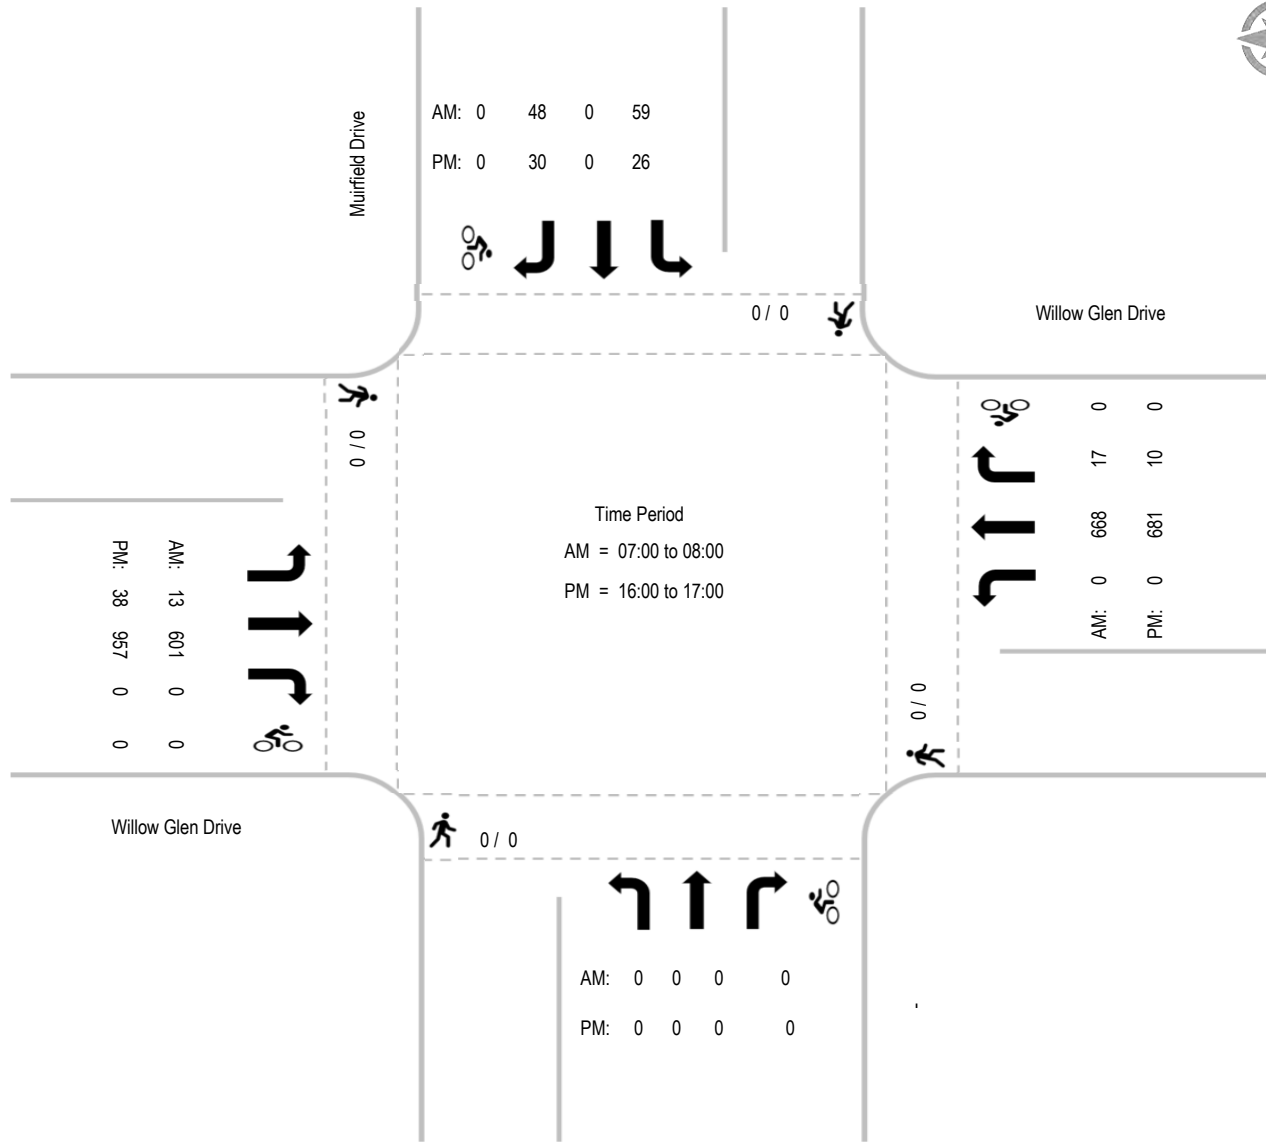 AM: 0 48 0 59
PM: 0 30 0 26
Muirfield Drive
0 / 0
Willow Glen Drive
0 / 0
AM: 0 668 17 0
PM: 0 681 10 0
Time Period
AM = 07:00 to 08:00
PM = 16:00 to 17:00
AM: 13 601 0 0
PM: 38 957 0 0
0 / 0
Willow Glen Drive
0 / 0
AM: 0 0 0 0
PM: 0 0 0 0